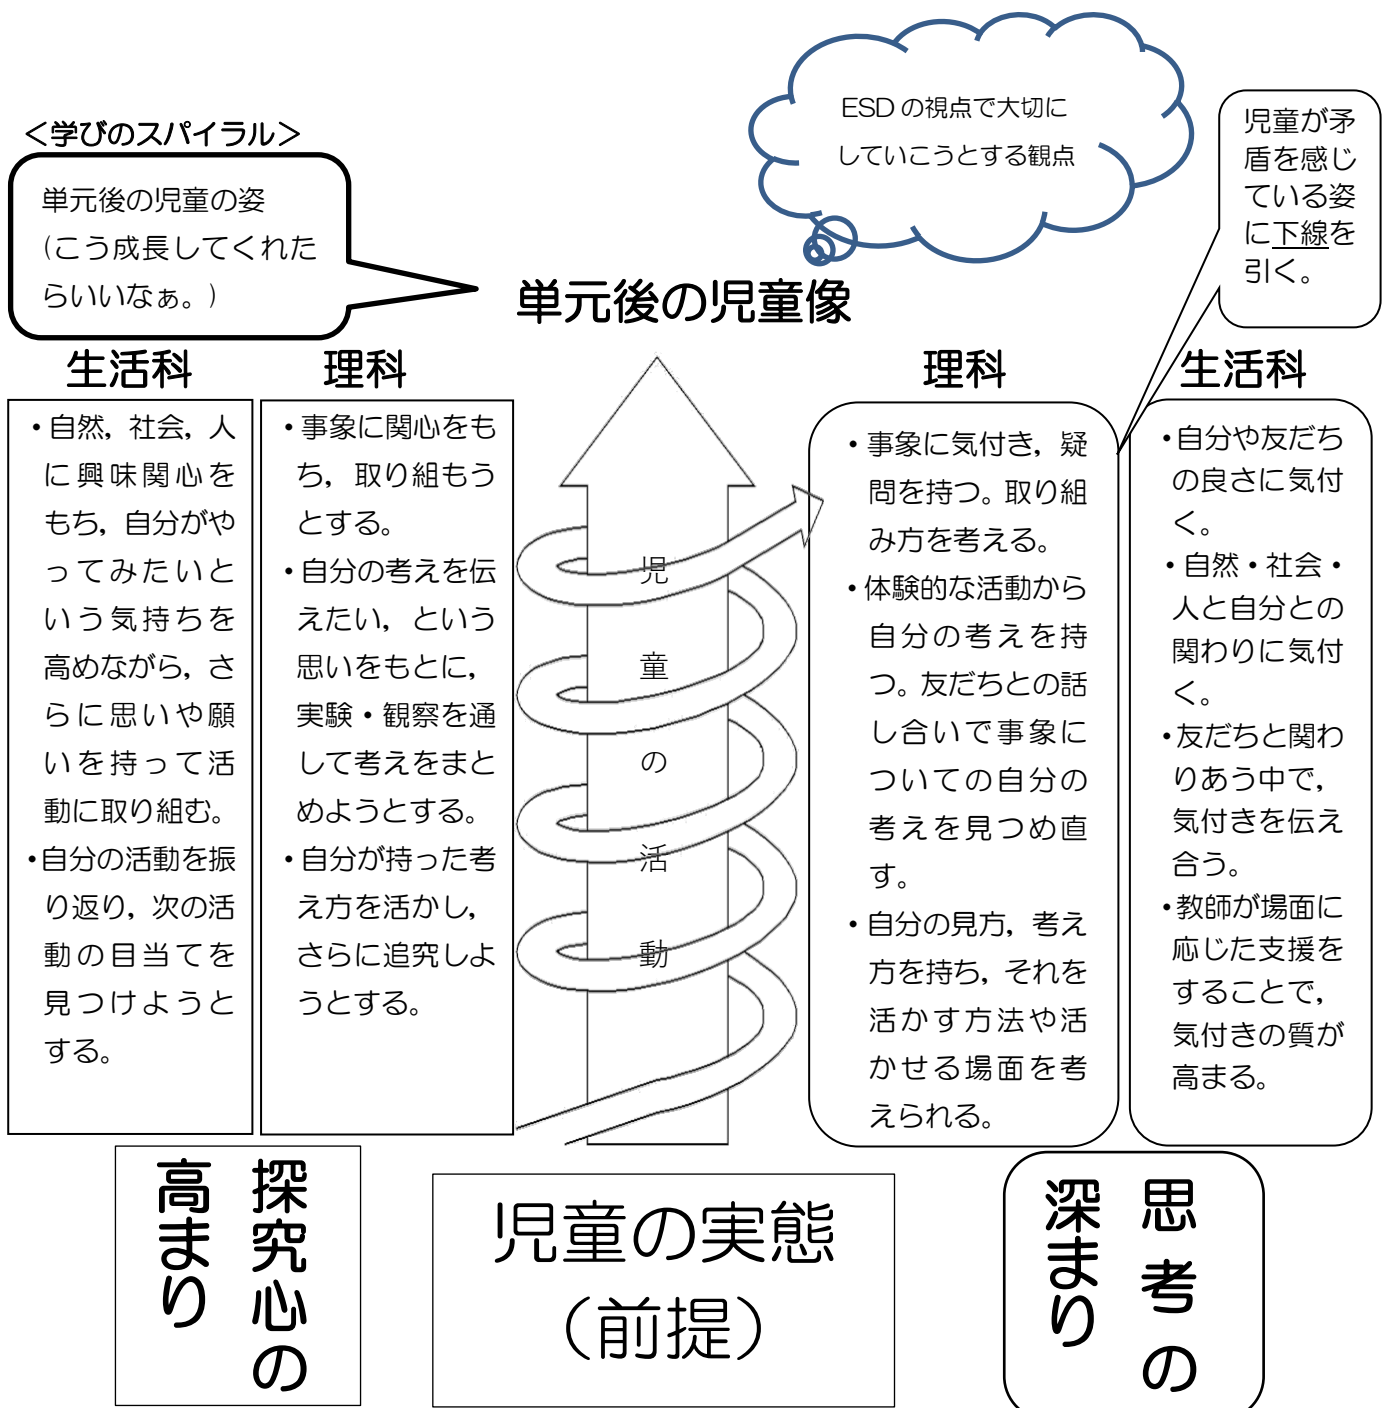 ESDの視点で大切に
していこうとする観点
児童が矛
盾を感じ
ている姿
に下線を
引く。
＜学びのスパイラル＞
単元後の児童の姿
（こう成長してくれた
らいいなぁ。）
単元後の児童像
生活科
理科
理科
生活科
・自然，社会，人
に興味関心を
もち，自分がや
ってみたいと
いう気持ちを
高めながら，さ
らに思いや願
いを持って活
動に取り組む。
・自分の活動を振
り返り，次の活
動の目当てを
見つけようと
する。
・事象に関心をも
ち，取り組もう
とする。
・自分の考えを伝
えたい，という
思いをもとに，
実験・観察を通
して考えをまと
めようとする。
・自分が持った考
え方を活かし，
さらに追究しよ
うとする。
児童の活動
・事象に気付き，疑
問を持つ。取り組
み方を考える。
・体験的な活動から
自分の考えを持
つ。友だちとの話
し合いで事象に
ついての自分の
考えを見つめ直
す。
・自分の見方，考え
方を持ち，それを
活かす方法や活
かせる場面を考
えられる。
・自分や友だち
の良さに気付
く。
・自然・社会・
人と自分との
関わりに気付
く。
・友だちと関わ
りあう中で，
気付きを伝え
合う。
・教師が場面に
応じた支援を
することで，
気付きの質が
高まる。
探究心の
高まり
児童の実態
（前提）
思考の
深まり